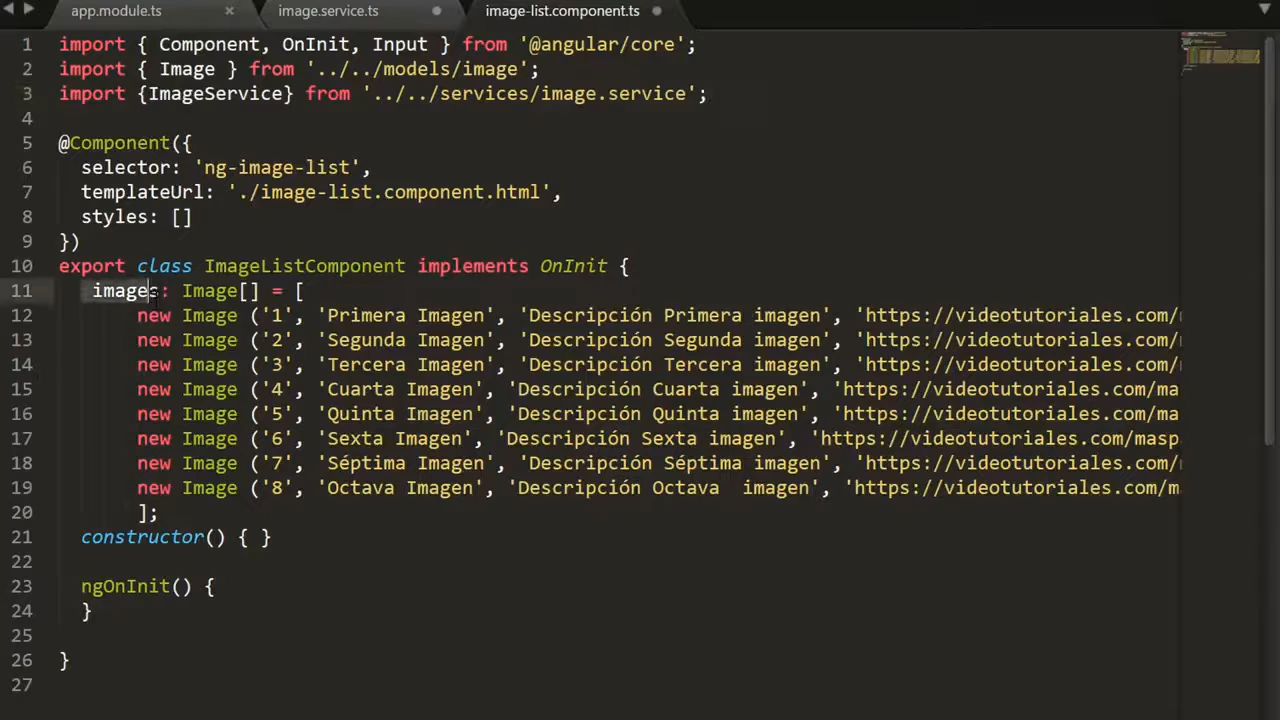 app.module.ts × image.service.ts image-list.component.ts
1 import { Component, OnInit, Input } from '@angular/core';
2 import { Image } from '../../models/image';
3 import {ImageService} from '../../services/image.service';
4
5 @Component({
6 selector: 'ng-image-list',
7 templateUrl: './image-list.component.html',
8 styles: []
9 })
10 export class ImageListComponent implements OnInit {
11 images: Image[] = [
12 new Image ('1', 'Primera Imagen', 'Descripción Primera imagen', 'https://videotutoriales.com/
13 new Image ('2', 'Segunda Imagen', 'Descripción Segunda imagen', 'https://videotutoriales.com/
14 new Image ('3', 'Tercera Imagen', 'Descripción Tercera imagen', 'https://videotutoriales.com/
15 new Image ('4', 'Cuarta Imagen', 'Descripción Cuarta imagen', 'https://videotutoriales.com/ma
16 new Image ('5', 'Quinta Imagen', 'Descripción Quinta imagen', 'https://videotutoriales.com/ma
17 new Image ('6', 'Sexta Imagen', 'Descripción Sexta imagen', 'https://videotutoriales.com/masp
18 new Image ('7', 'Séptima Imagen', 'Descripción Séptima imagen', 'https://videotutoriales.com/
19 new Image ('8', 'Octava Imagen', 'Descripción Octava  imagen', 'https://videotutoriales.com/m
20 ];
21 constructor() { }
22
23 ngOnInit() {
24 }
25
26 }
27